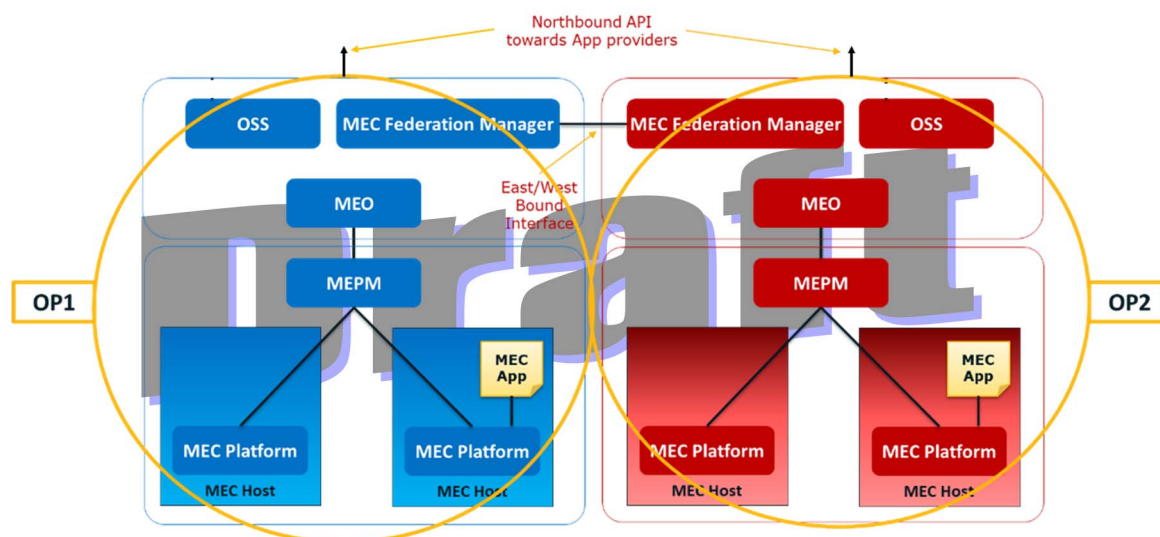 Northbound API
towards App providers
OSS
MEC Federation Manager
MEC Federation Manager
OSS
East/West
Bound
Interface
MEO
MEO
MEPM
MEPM
OP1
OP2
MEC
App
MEC
App
MEC Platform
MEC Platform
MEC Platform
MEC Platform
MEC Host
MEC Host
MEC Host
MEC Host
Draft